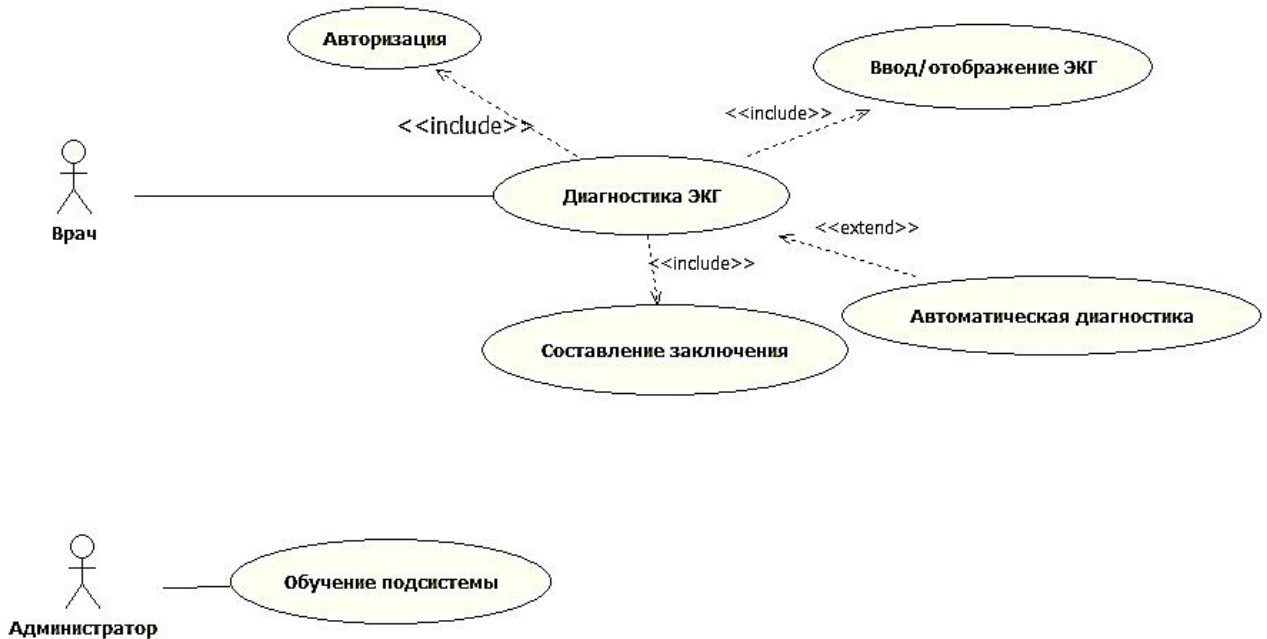 Авторизация
Ввод/отображение ЭКГ
<<include>>
<<include>>
Диагностика ЭКГ
Врач
<<extend>>
<<include>>
Автоматическая диагностика
Составление заключения
Обучение подсистемы
Администратор